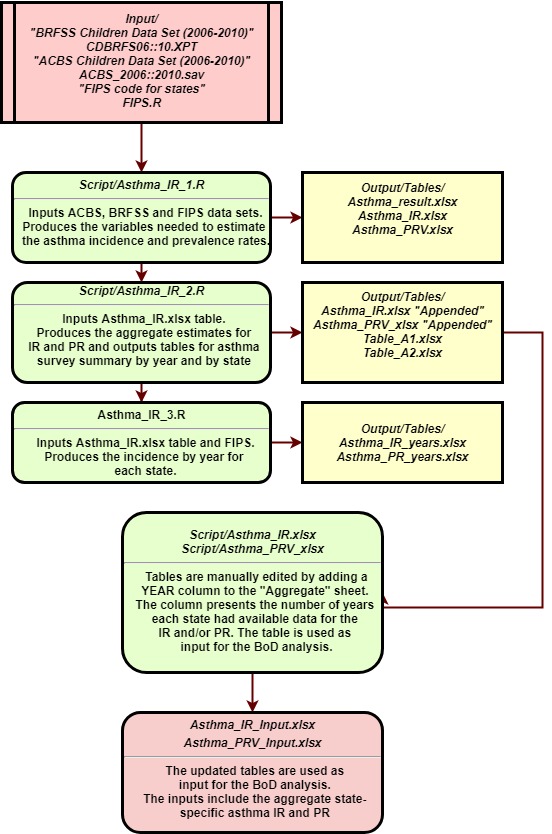 Input/
"BRFSS Children Data Set (2006-2010)"
CDBRFS06::10.XPT
"ACBS Children Data Set (2006-2010)"
ACBS_2006::2010.sav
"FIPS code for states"
FIPS.R
Script/Asthma_IR_1.R
Inputs ACBS, BRFSS and FIPS data sets.
Produces the variables needed to estimate
the asthma incidence and prevalence rates.
Output/Tables/
Asthma_result.xlsx
Asthma_IR.xlsx
Asthma_PRV.xlsx
Script/Asthma_IR_2.R
Inputs Asthma_IR.xlsx table.
Produces the aggregate estimates for
IR and PR and outputs tables for asthma
survey summary by year and by state
Output/Tables/
Asthma_IR.xlsx "Appended"
Asthma_PRV_xlsx "Appended"
Table_A1.xlsx
Table_A2.xlsx
Asthma_IR_3.R
Inputs Asthma_IR.xlsx table and FIPS.
Produces the incidence by year for
each state.
Output/Tables/
Asthma_IR_years.xlsx
Asthma_PR_years.xlsx
Script/Asthma_IR.xlsx
Script/Asthma_PRV_xlsx
Tables are manually edited by adding a
YEAR column to the "Aggregate" sheet.
The column presents the number of years
each state had available data for the
IR and/or PR. The table is used as
input for the BoD analysis.
Asthma_IR_Input.xlsx
Asthma_PRV_Input.xlsx
The updated tables are used as
input for the BoD analysis.
The inputs include the aggregate state-
specific asthma IR and PR